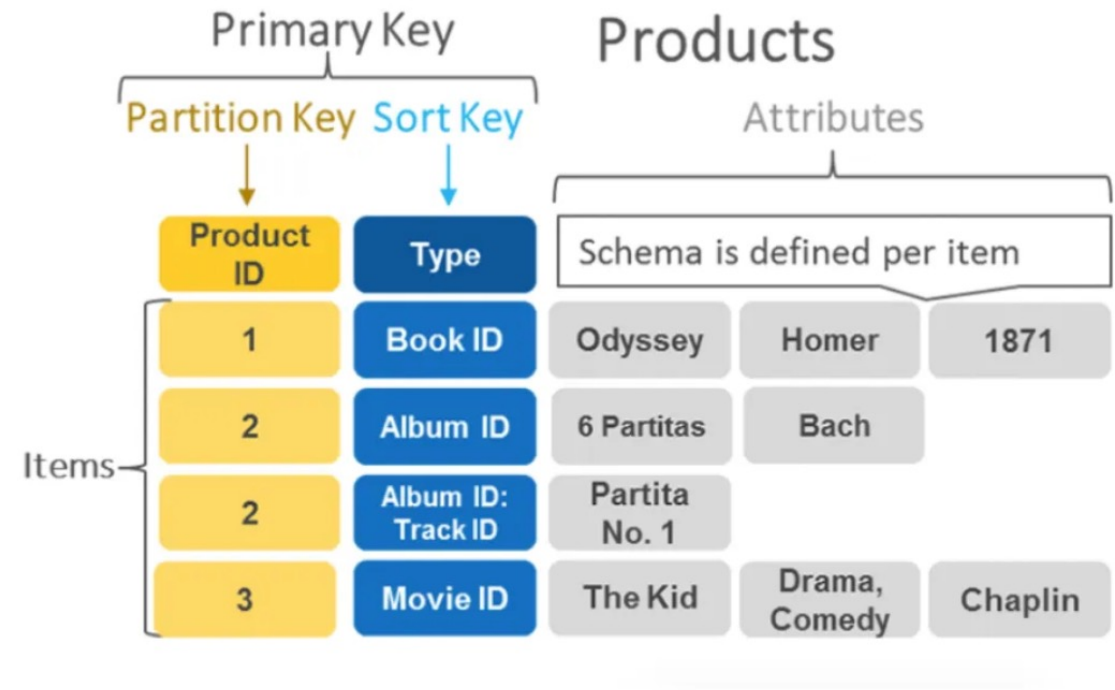 Primary Key
Products
Partition Key
Sort Key
Attributes
Product
ID
Type
Schema is defined per item
1
Book ID
Odyssey
Homer
1871
2
Album ID
6 Partitas
Bach
Items
2
Album ID:
Track ID
Partita
No. 1
3
Movie ID
The Kid
Drama,
Comedy
Chaplin